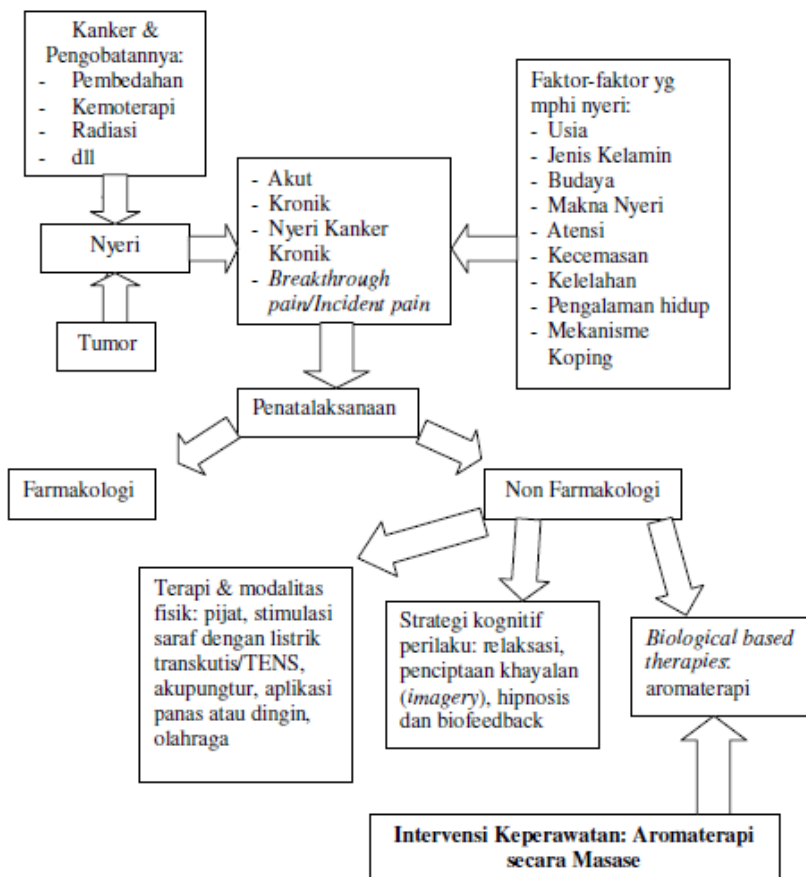 Kanker &
Pengobatannya:
- Pembedahan
- Kemoterapi
- Radiasi
- dll
Faktor-faktor yg
mphi nyeri:
- Usia
- Jenis Kelamin
- Budaya
- Makna Nyeri
- Atensi
- Kecemasan
- Kelelahan
- Pengalaman hidup
- Mekanisme
Koping
- Akut
- Kronik
- Nyeri Kanker
Kronik
- Breakthrough
pain/Incident pain
Nyeri
Tumor
Penatalaksanaan
Farmakologi
Non Farmakologi
Terapi & modalitas
fisik: pijat, stimulasi
saraf dengan listrik
transkutis/TENS,
akupungtur, aplikasi
panas atau dingin,
olahraga
Strategi kognitif
perilaku: relaksasi,
penciptaan khayalan
(imagery), hipnosis
dan biofeedback
Biological based
therapies:
aromaterapi
Intervensi Keperawatan: Aromaterapi
secara Masase